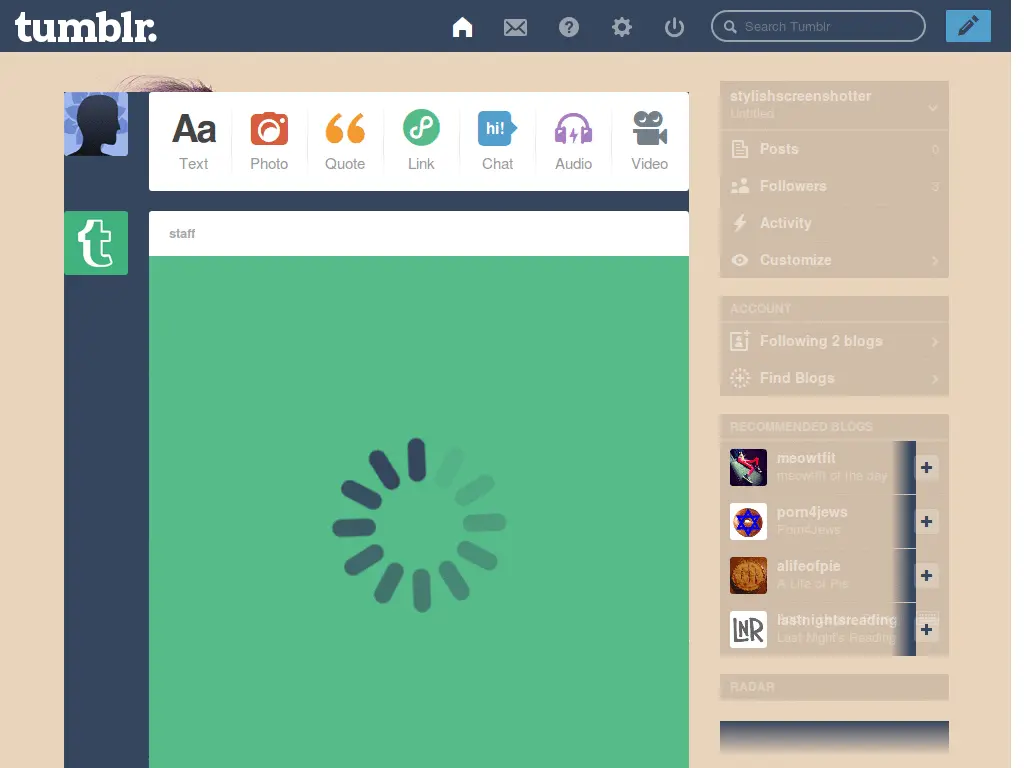 tumblr.
Search Tumblr
Aa
Text
Photo
Quote
Link
hi!
Chat
Audio
Video
staff
stylishscreenshotter
Untitled
Posts 0
Followers 3
Activity
Customize
ACCOUNT
Following 2 blogs
Find Blogs
RECOMMENDED BLOGS
meowtfit
meowtfit of the day
porn4jews
Porn4Jews
alifeofpie
A Life of Pie
LNR
lastnightsreading
Last Night's Reading
RADAR